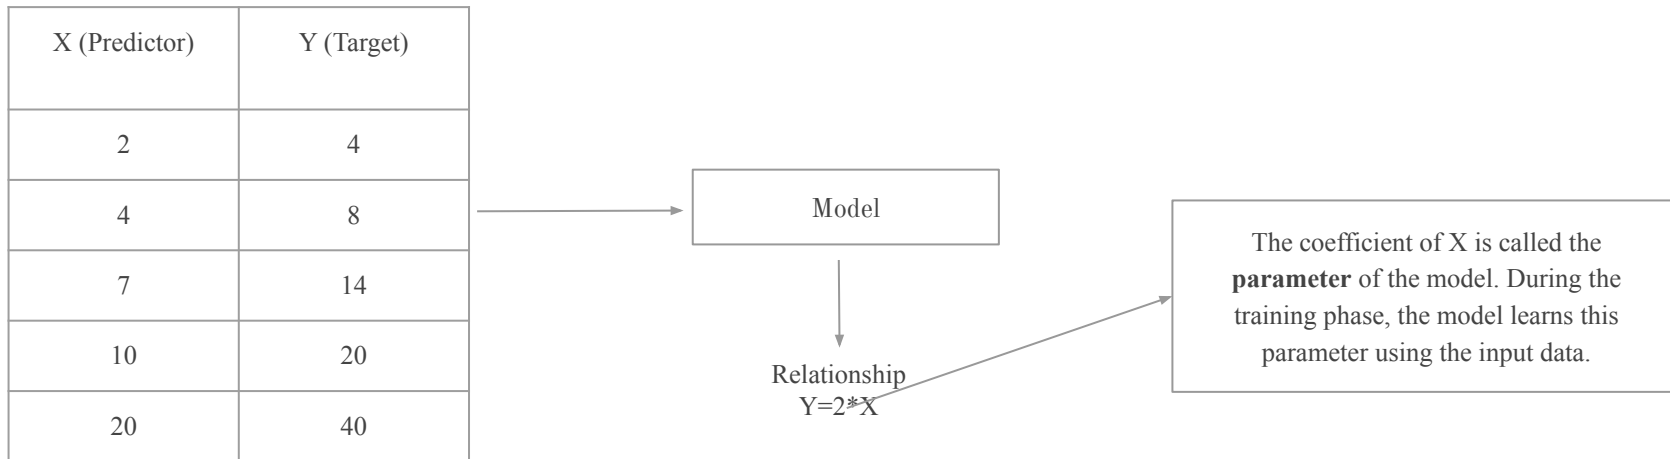 X (Predictor) Y (Target)
2 4
4 8
7 14
10 20
20 40
Model
Relationship
Y=2*X
The coefficient of X is called the
parameter of the model. During the
training phase, the model learns this
parameter using the input data.